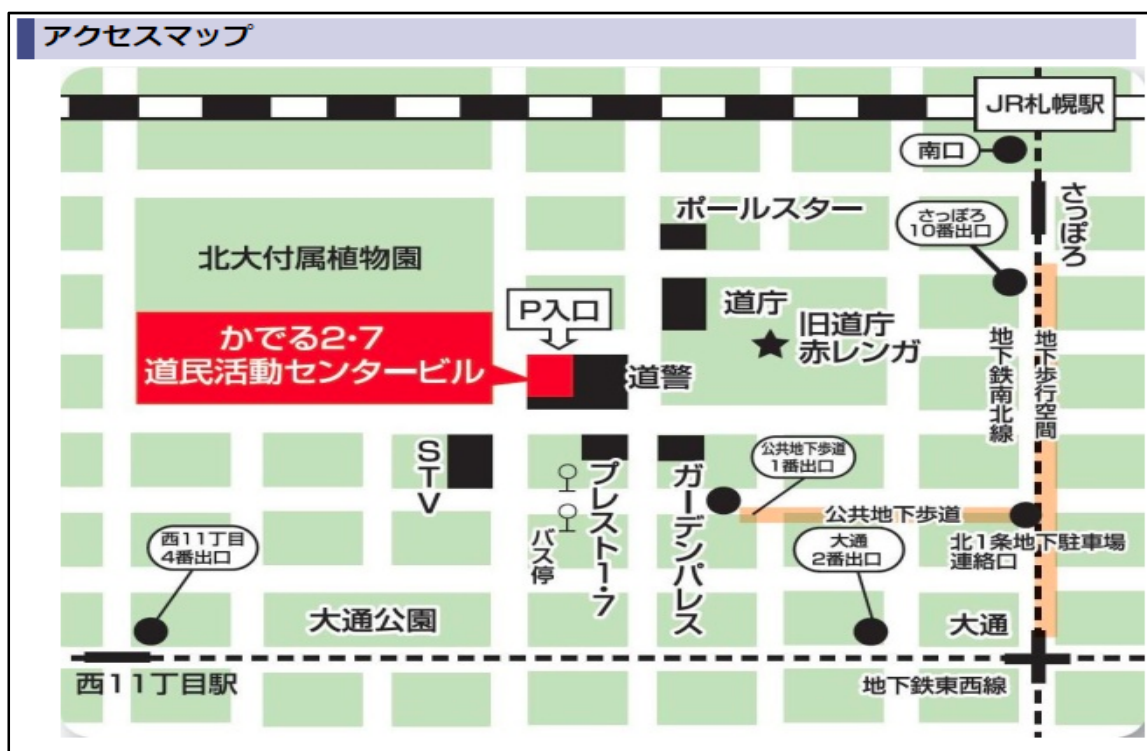 アクセスマップ
JR札幌駅
南口
さっぽろ
ポールスター
さっぽろ
10番出口
北大付属植物園
P入口
道庁
旧道庁
赤レンガ
かでる2・7
道民活動センタービル
道警
地下鉄南北線
地下歩行空間
STV
プレスト1・7
ガーデンパレス
公共地下歩道
1番出口
バス停
公共地下歩道
北1条地下駐車場
連絡口
西11丁目
4番出口
大通
2番出口
大通公園
大通
西11丁目駅
地下鉄東西線